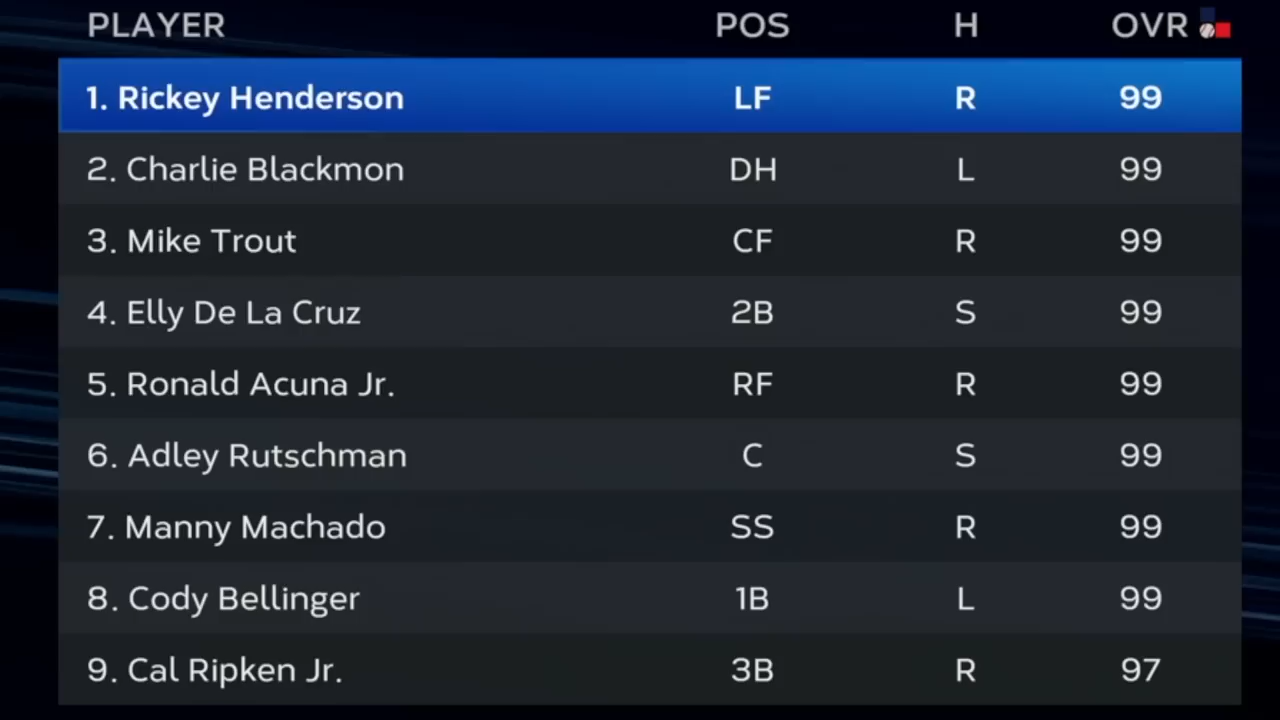 PLAYER POS H OVR
1. Rickey Henderson LF R 99
2. Charlie Blackmon DH L 99
3. Mike Trout CF R 99
4. Elly De La Cruz 2B S 99
5. Ronald Acuna Jr. RF R 99
6. Adley Rutschman C S 99
7. Manny Machado SS R 99
8. Cody Bellinger 1B L 99
9. Cal Ripken Jr. 3B R 97